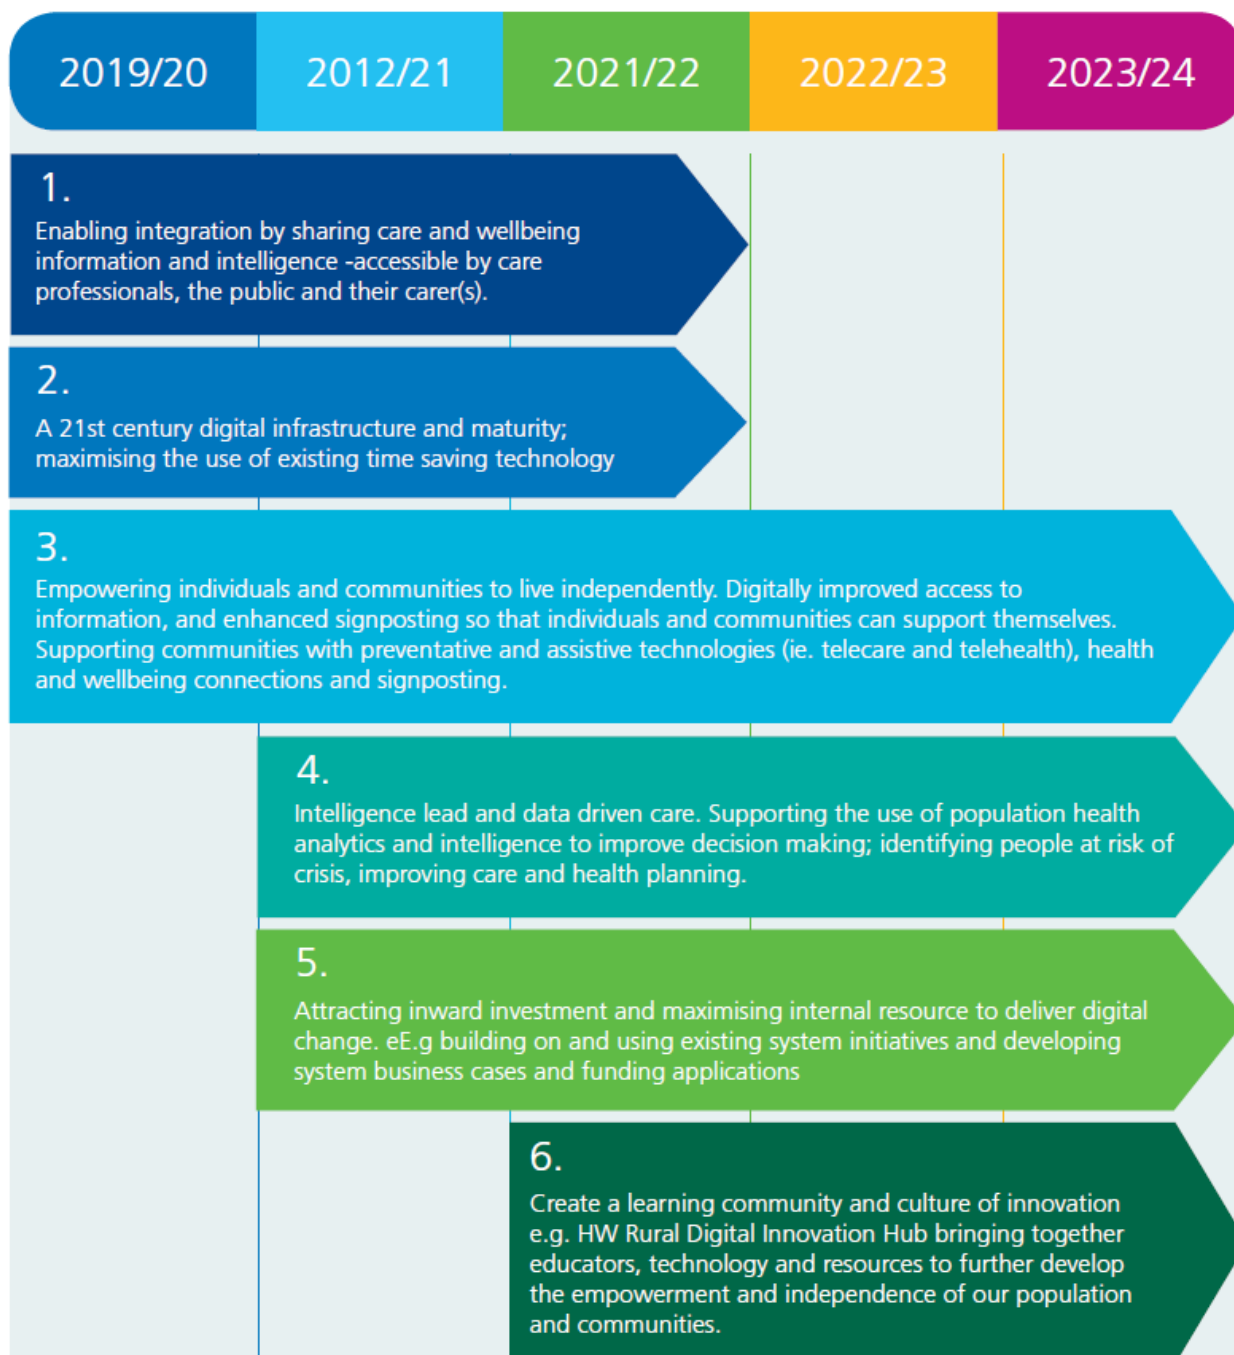 2019/20 2012/21 2021/22 2022/23 2023/24
1.
Enabling integration by sharing care and wellbeing
information and intelligence -accessible by care
professionals, the public and their carer(s).
2.
A 21st century digital infrastructure and maturity;
maximising the use of existing time saving technology
3.
Empowering individuals and communities to live independently. Digitally improved access to
information, and enhanced signposting so that individuals and communities can support themselves.
Supporting communities with preventative and assistive technologies (ie. telecare and telehealth), health
and wellbeing connections and signposting.
4.
Intelligence lead and data driven care. Supporting the use of population health
analytics and intelligence to improve decision making; identifying people at risk of
crisis, improving care and health planning.
5.
Attracting inward investment and maximising internal resource to deliver digital
change. eE.g building on and using existing system initiatives and developing
system business cases and funding applications
6.
Create a learning community and culture of innovation
e.g. HW Rural Digital Innovation Hub bringing together
educators, technology and resources to further develop
the empowerment and independence of our population
and communities.